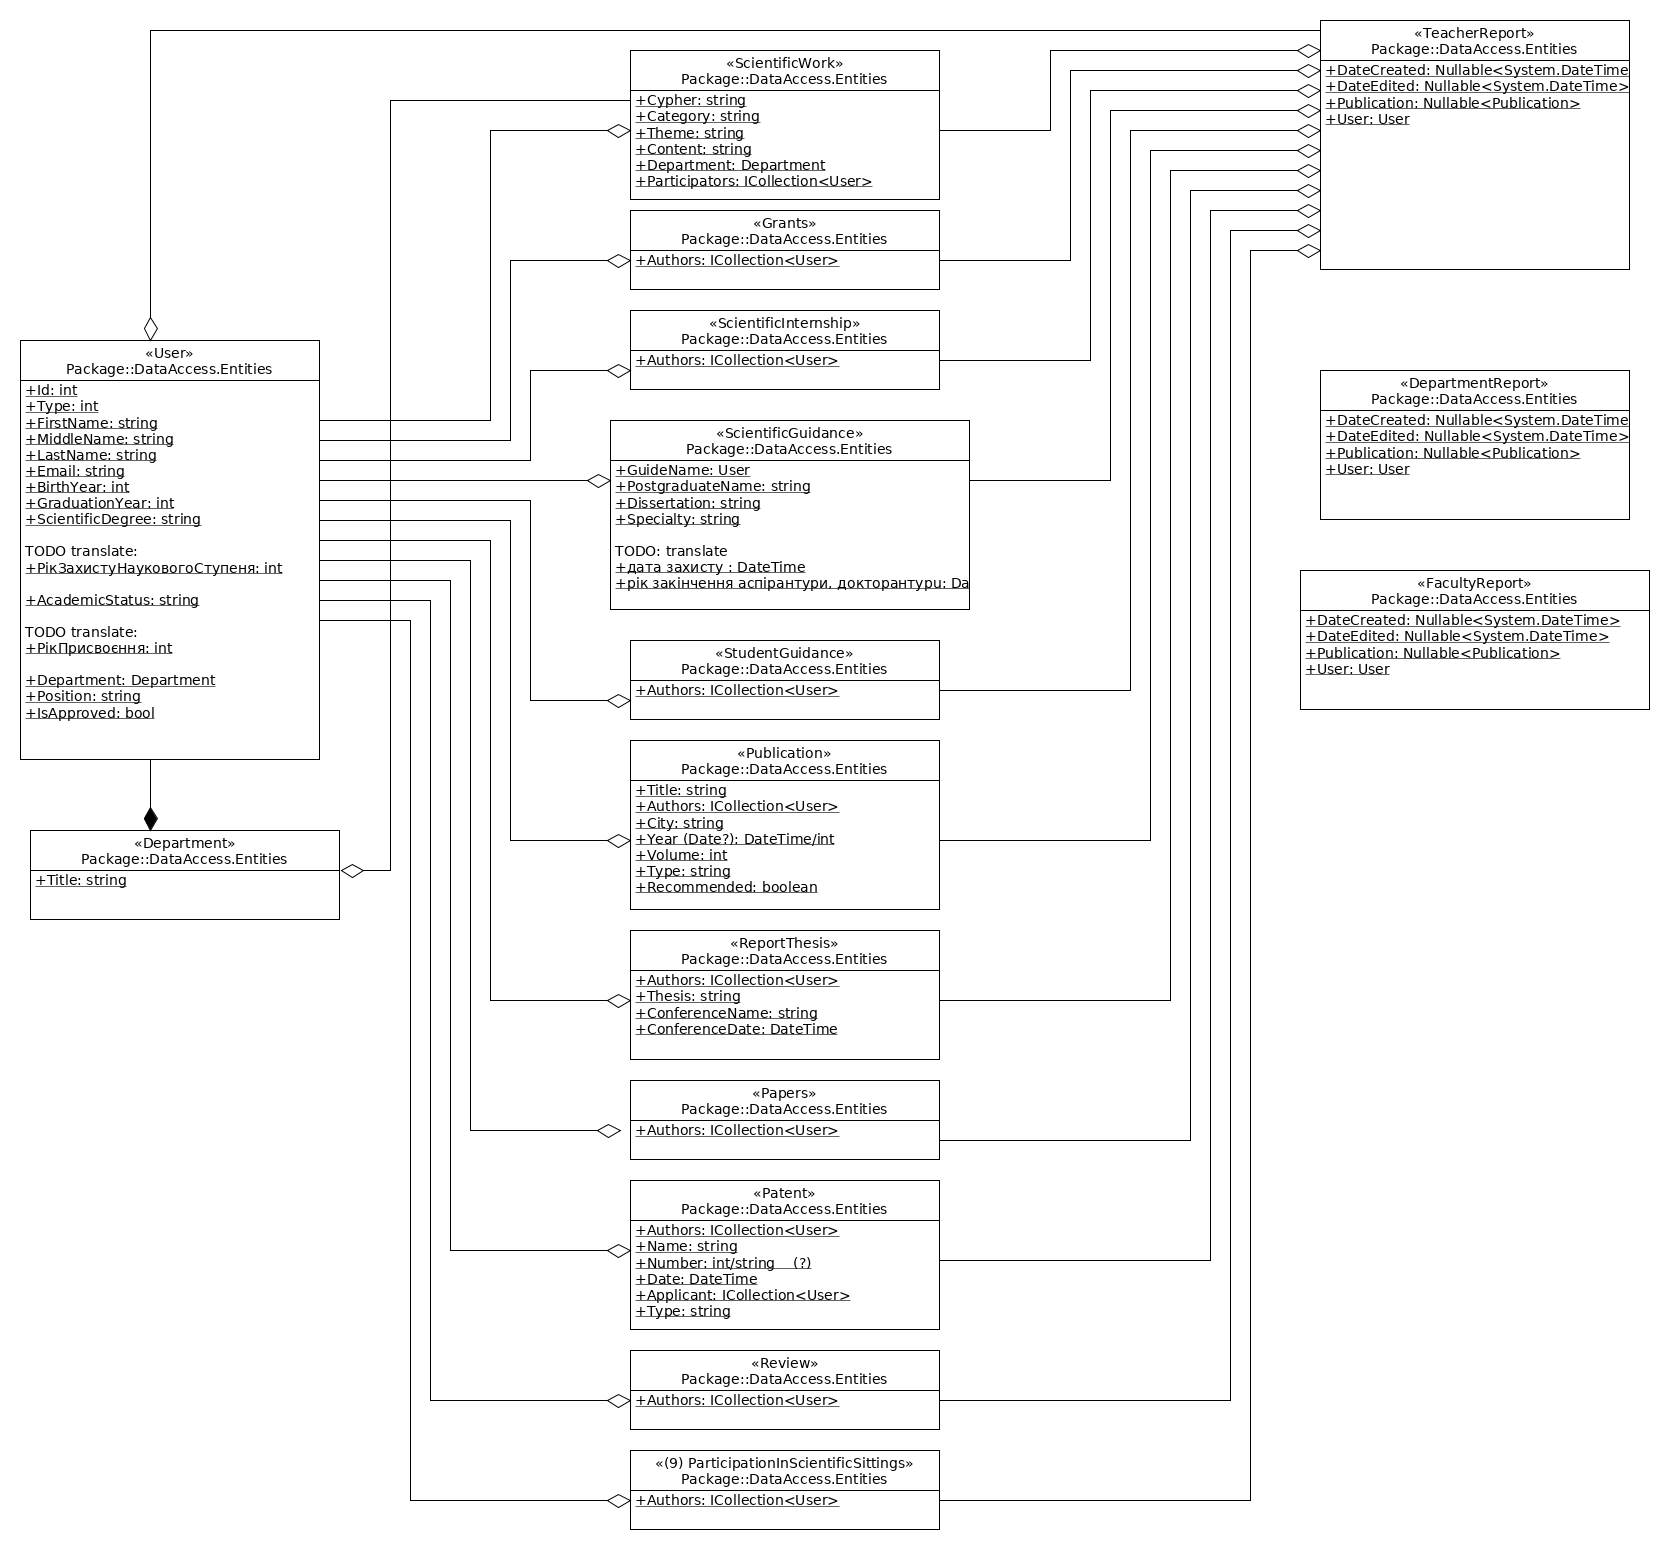 «User»
Package::DataAccess.Entities
+Id: int
+Type: int
+FirstName: string
+MiddleName: string
+LastName: string
+Email: string
+BirthYear: int
+GraduationYear: int
+ScientificDegree: string
TODO translate:
+РікЗахистуНауковогоСтупеня: int
+AcademicStatus: string
TODO translate:
+РікПрисвоєння: int
+Department: Department
+Position: string
+IsApproved: bool
«Department»
Package::DataAccess.Entities
+Title: string
«ScientificWork»
Package::DataAccess.Entities
+Cypher: string
+Category: string
+Theme: string
+Content: string
+Department: Department
+Participators: ICollection<User>
«Grants»
Package::DataAccess.Entities
+Authors: ICollection<User>
«ScientificInternship»
Package::DataAccess.Entities
+Authors: ICollection<User>
«ScientificGuidance»
Package::DataAccess.Entities
+GuideName: User
+PostgraduateName: string
+Dissertation: string
+Specialty: string
TODO: translate
+дата захисту : DateTime
+рік закінчення аспірантури, докторантури: Da
«StudentGuidance»
Package::DataAccess.Entities
+Authors: ICollection<User>
«Publication»
Package::DataAccess.Entities
+Title: string
+Authors: ICollection<User>
+City: string
+Year (Date?): DateTime/int
+Volume: int
+Type: string
+Recommended: boolean
«ReportThesis»
Package::DataAccess.Entities
+Authors: ICollection<User>
+Thesis: string
+ConferenceName: string
+ConferenceDate: DateTime
«Papers»
Package::DataAccess.Entities
+Authors: ICollection<User>
«Patent»
Package::DataAccess.Entities
+Authors: ICollection<User>
+Name: string
+Number: int/string (?)
+Date: DateTime
+Applicant: ICollection<User>
+Type: string
«Review»
Package::DataAccess.Entities
+Authors: ICollection<User>
«(9) ParticipationInScientificSittings»
Package::DataAccess.Entities
+Authors: ICollection<User>
«TeacherReport»
Package::DataAccess.Entities
+DateCreated: Nullable<System.DateTime
+DateEdited: Nullable<System.DateTime>
+Publication: Nullable<Publication>
+User: User
«DepartmentReport»
Package::DataAccess.Entities
+DateCreated: Nullable<System.DateTime
+DateEdited: Nullable<System.DateTime>
+Publication: Nullable<Publication>
+User: User
«FacultyReport»
Package::DataAccess.Entities
+DateCreated: Nullable<System.DateTime>
+DateEdited: Nullable<System.DateTime>
+Publication: Nullable<Publication>
+User: User